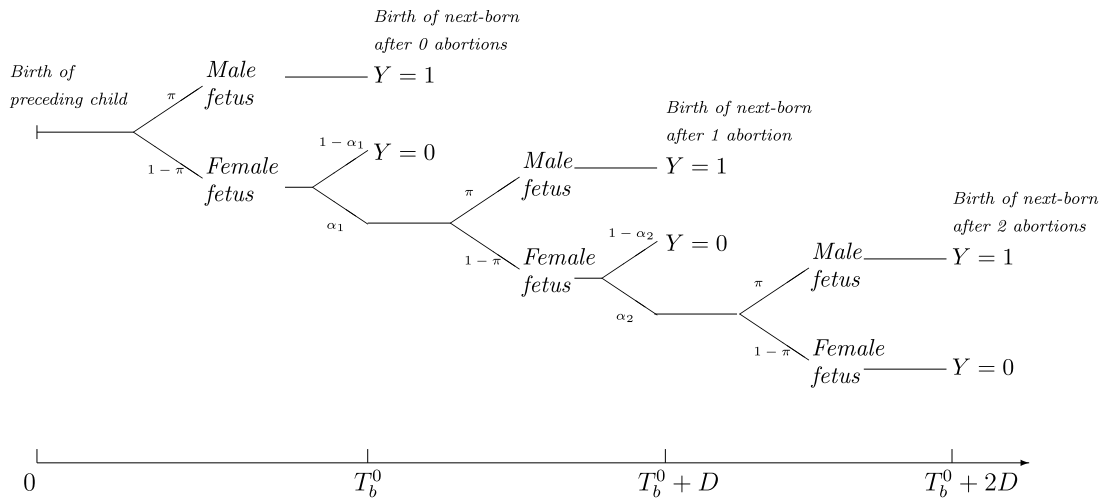 Birth of next-born
after 0 abortions
Birth of
preceding child
Male
fetus
Y = 1
π
1 − π
Female
fetus
1 − α₁
Y = 0
α₁
Birth of next-born
after 1 abortion
Male
fetus
Y = 1
π
1 − π
Female
fetus
1 − α₂
Y = 0
α₂
Birth of next-born
after 2 abortions
Male
fetus
Y = 1
π
1 − π
Female
fetus
Y = 0
0
T_b^0
T_b^0 + D
T_b^0 + 2D